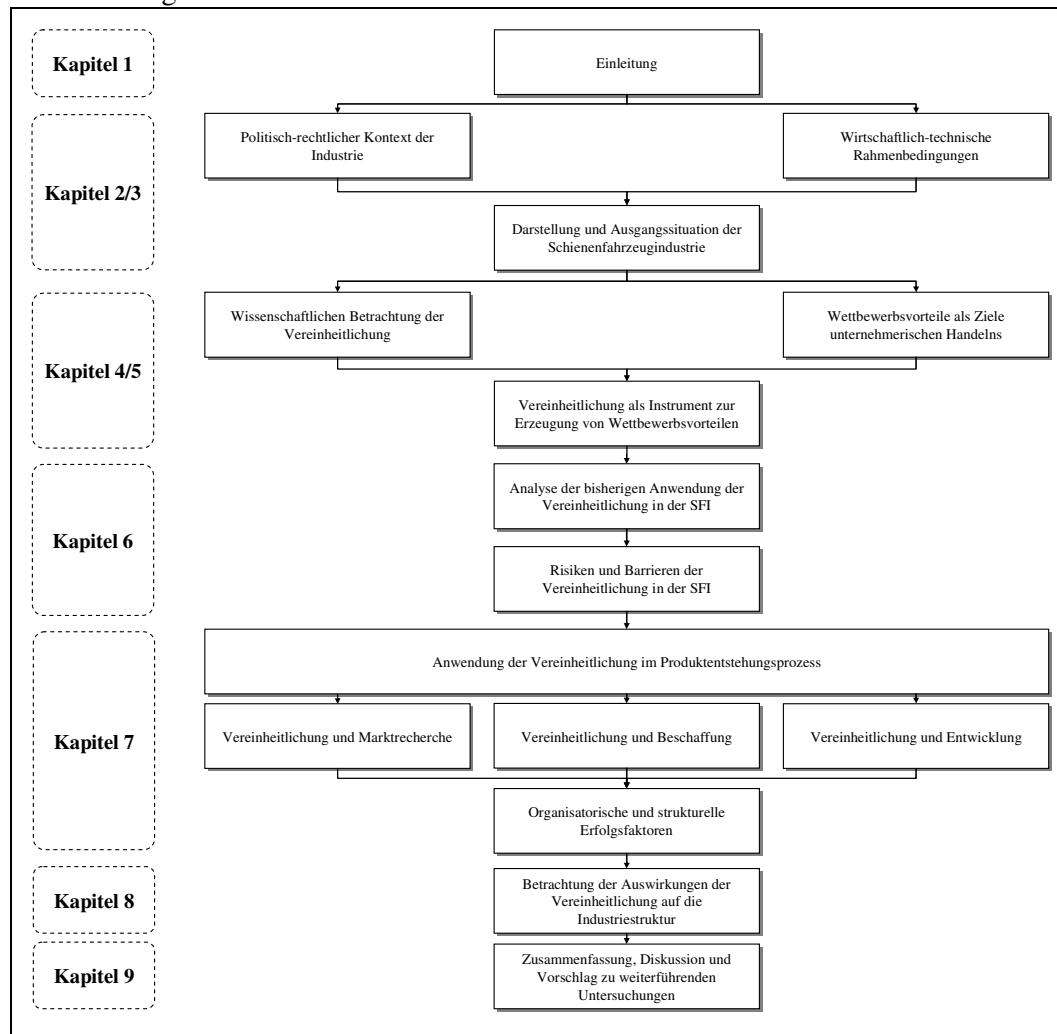 Kapitel 1
Einleitung
Kapitel 2/3
Politisch-rechtlicher Kontext der
Industrie
Wirtschaftlich-technische
Rahmenbedingungen
Darstellung und Ausgangssituation der
Schienenfahrzeugindustrie
Kapitel 4/5
Wissenschaftlichen Betrachtung der
Vereinheitlichung
Wettbewerbsvorteile als Ziele
unternehmerischen Handelns
Vereinheitlichung als Instrument zur
Erzeugung von Wettbewerbsvorteilen
Kapitel 6
Analyse der bisherigen Anwendung der
Vereinheitlichung in der SFI
Risiken und Barrieren der
Vereinheitlichung in der SFI
Kapitel 7
Anwendung der Vereinheitlichung im Produktentstehungsprozess
Vereinheitlichung und Marktrecherche
Vereinheitlichung und Beschaffung
Vereinheitlichung und Entwicklung
Organisatorische und strukturelle
Erfolgsfaktoren
Kapitel 8
Betrachtung der Auswirkungen der
Vereinheitlichung auf die
Industriestruktur
Kapitel 9
Zusammenfassung, Diskussion und
Vorschlag zu weiterführenden
Untersuchungen